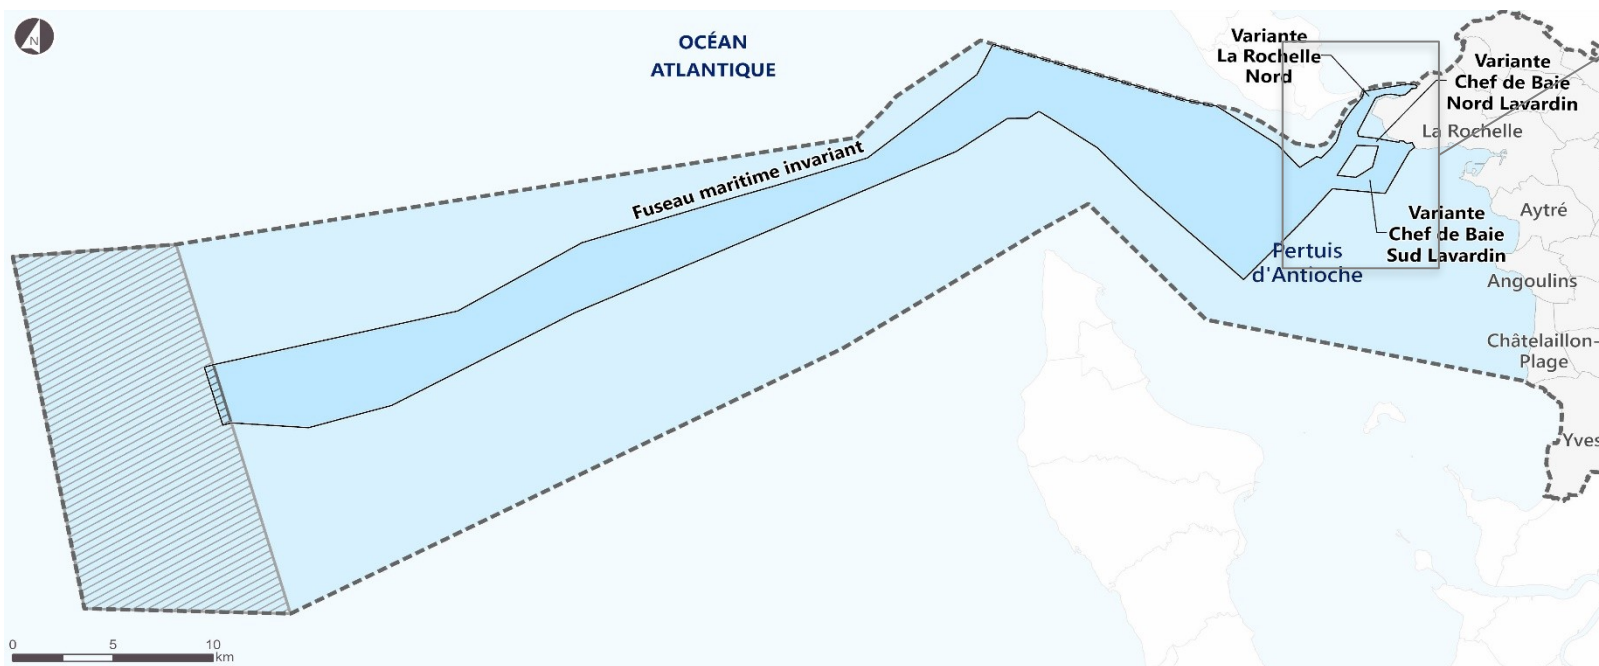 N
OCÉAN
ATLANTIQUE
Variante
La Rochelle
Nord
Variante
Chef de Baie
Nord Lavardin
La Rochelle
Fuseau maritime invariant
Aytré
Variante
Chef de Baie
Sud Lavardin
Pertuis
d'Antioche
Angoulins
Châtelaillon-
Plage
Yves
0 5 10
km